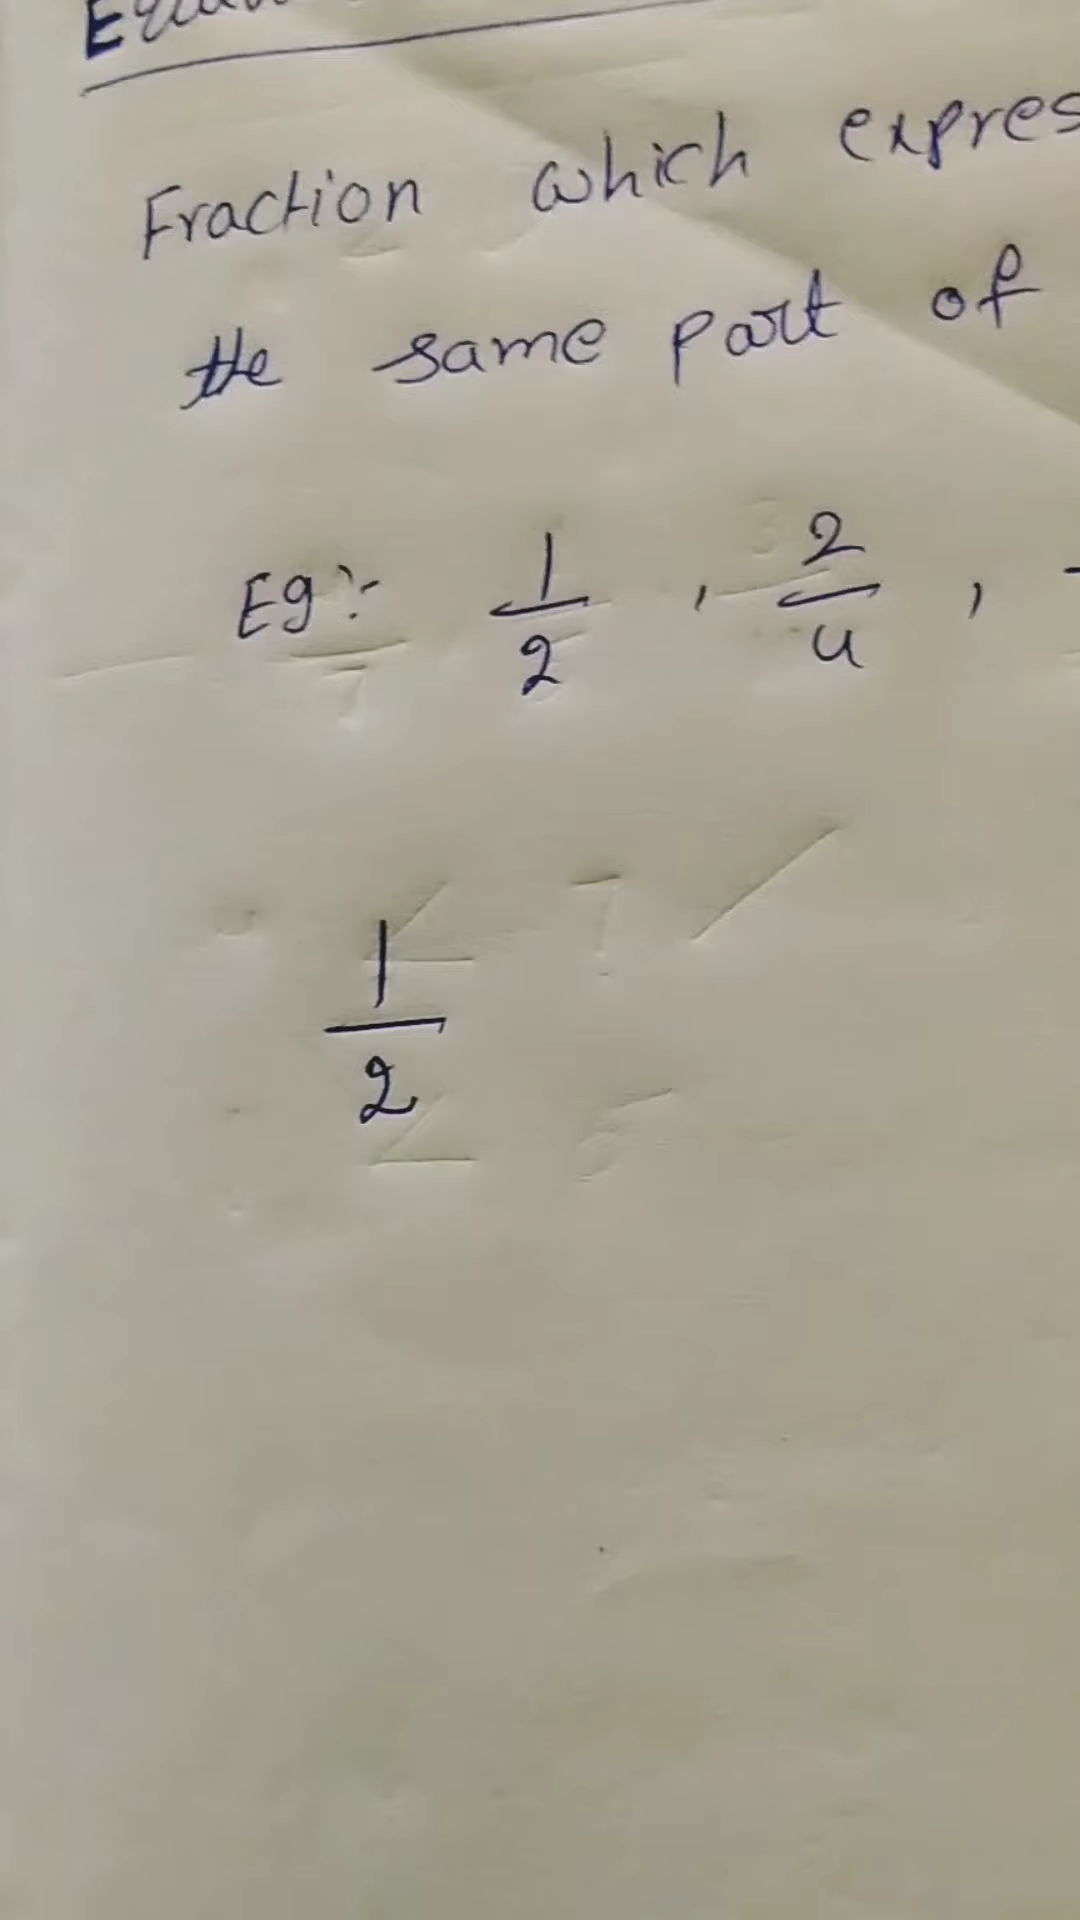 Fraction which expres
the same part of
Eg:- 1/2 , 2/4 ,
1/2